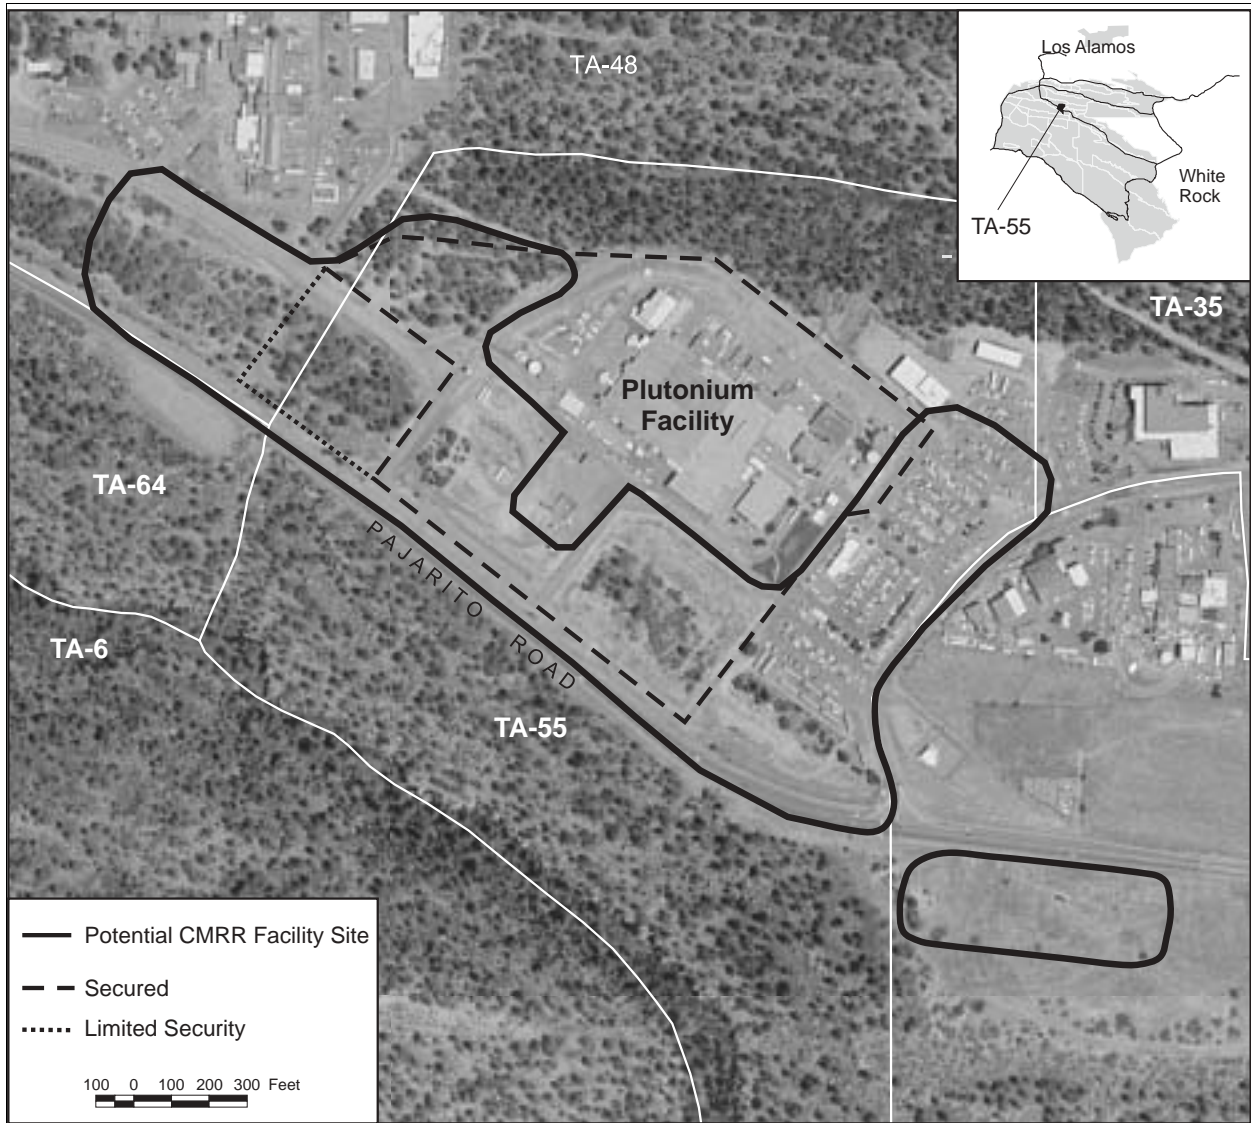 TA-48
Los Alamos
White
Rock
TA-55
TA-35
Plutonium
Facility
TA-64
PAJARITO ROAD
TA-6
TA-55
Potential CMRR Facility Site
Secured
Limited Security
100 0 100 200 300 Feet